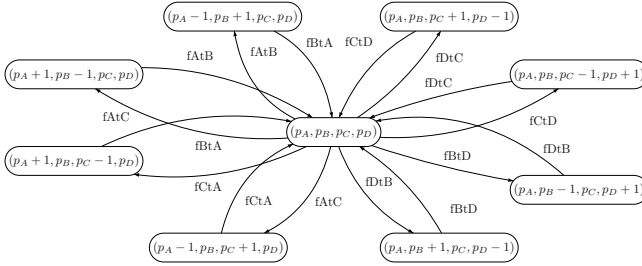 (p_A − 1, p_B + 1, p_C, p_D)
(p_A, p_B, p_C + 1, p_D − 1)
fAtB
fBtA
fCtD
fDtC
(p_A + 1, p_B − 1, p_C, p_D)
fAtB
fDtC
(p_A, p_B, p_C − 1, p_D + 1)
fAtC
(p_A, p_B, p_C, p_D)
fCtD
(p_A + 1, p_B, p_C − 1, p_D)
fBtA
fBtD
fDtB
fCtA
fCtA
fAtC
fDtB
fBtD
(p_A, p_B − 1, p_C, p_D + 1)
(p_A − 1, p_B, p_C + 1, p_D)
(p_A, p_B + 1, p_C, p_D − 1)